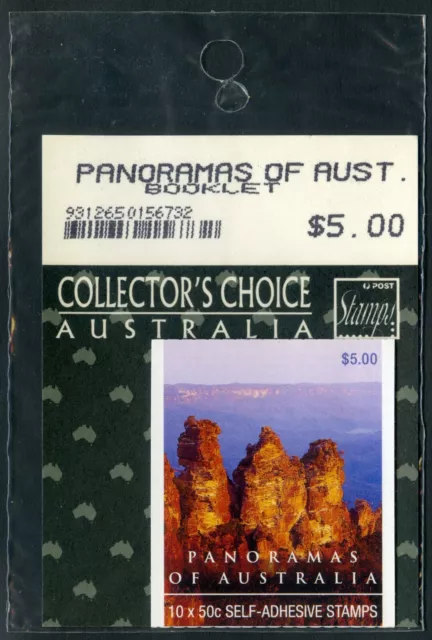 PANORAMAS OF AUST.
BOOKLET
9312650156732
$5.00
COLLECTOR'S CHOICE
AUSTRALIA
POST
Stamp!
$5.00
PANORAMAS
OF AUSTRALIA
10 x 50c SELF-ADHESIVE STAMPS